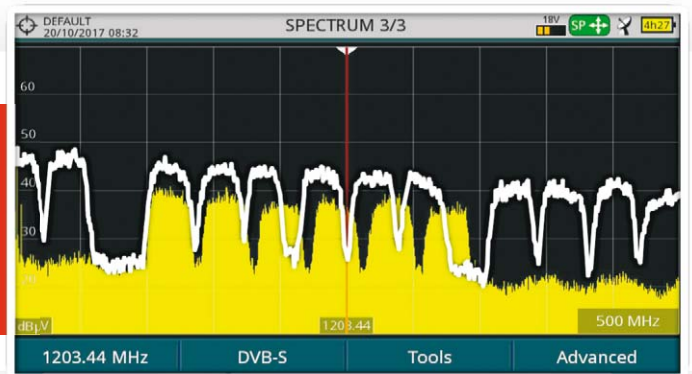 DEFAULT
20/10/2017 08:32
SPECTRUM 3/3
18V
SP
4h27
60
50
40
30
20
dBµV
1203.44
500 MHz
1203.44 MHz
DVB-S
Tools
Advanced